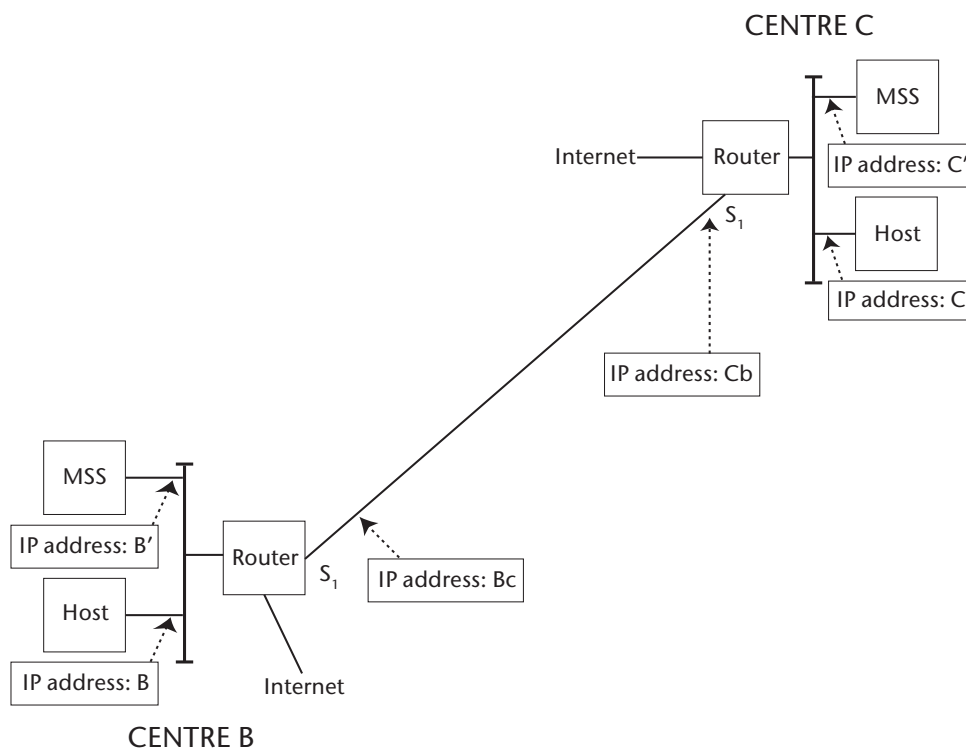 CENTRE C
MSS
Internet
Router
IP address: C'
S1
Host
IP address: C
IP address: Cb
MSS
IP address: B'
Router
IP address: Bc
S1
Host
IP address: B
Internet
CENTRE B